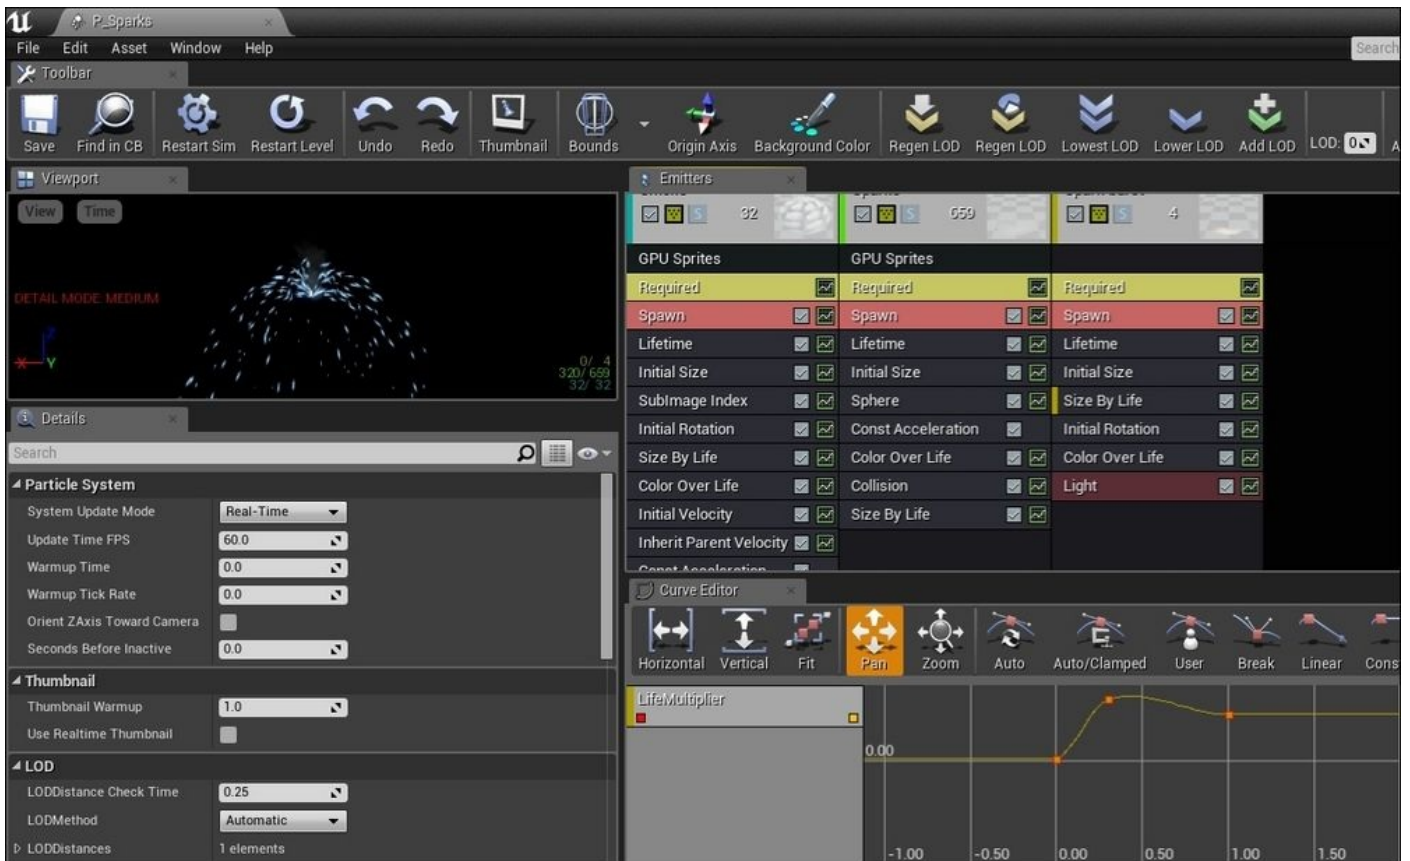 P_Sparks
File Edit Asset Window Help
Search
Toolbar
Save Find in CB Restart Sim Restart Level Undo Redo Thumbnail Bounds Origin Axis Background Color Regen LOD Regen LOD Lowest LOD Lower LOD Add LOD LOD: 0 A
Viewport
View Time
DETAIL MODE: MEDIUM
Z
X Y
0/ 4
320/ 659
32/ 32
Details
Search
Particle System
System Update Mode Real-Time
Update Time FPS 60.0
Warmup Time 0.0
Warmup Tick Rate 0.0
Orient ZAxis Toward Camera
Seconds Before Inactive 0.0
Thumbnail
Thumbnail Warmup 1.0
Use Realtime Thumbnail
LOD
LODDistance Check Time 0.25
LODMethod Automatic
LODDistances 1 elements
Emitters
S 32 S 659 S 4
GPU Sprites GPU Sprites
Required Required Required
Spawn Spawn Spawn
Lifetime Lifetime Lifetime
Initial Size Initial Size Initial Size
SubImage Index Sphere Size By Life
Initial Rotation Const Acceleration Initial Rotation
Size By Life Color Over Life Color Over Life
Color Over Life Collision Light
Initial Velocity Size By Life
Inherit Parent Velocity
Const Acceleration
Curve Editor
Horizontal Vertical Fit Pan Zoom Auto Auto/Clamped User Break Linear Cons
LifeMultiplier
0.00
-1.00 -0.50 0.00 0.50 1.00 1.50